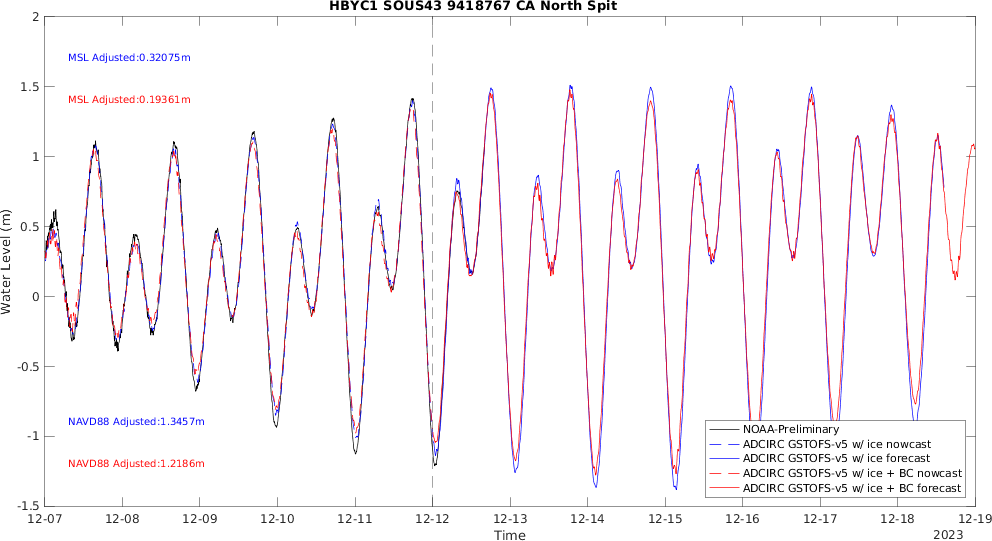 HBYC1 SOUS43 9418767 CA North Spit
2
1.5
1
0.5
0
-0.5
-1
-1.5
Water Level (m)
MSL Adjusted:0.32075m
MSL Adjusted:0.19361m
NAVD88 Adjusted:1.3457m
NAVD88 Adjusted:1.2186m
NOAA-Preliminary
ADCIRC GSTOFS-v5 w/ ice nowcast
ADCIRC GSTOFS-v5 w/ ice forecast
ADCIRC GSTOFS-v5 w/ ice + BC nowcast
ADCIRC GSTOFS-v5 w/ ice + BC forecast
12-07 12-08 12-09 12-10 12-11 12-12 12-13 12-14 12-15 12-16 12-17 12-18 12-19
Time
2023